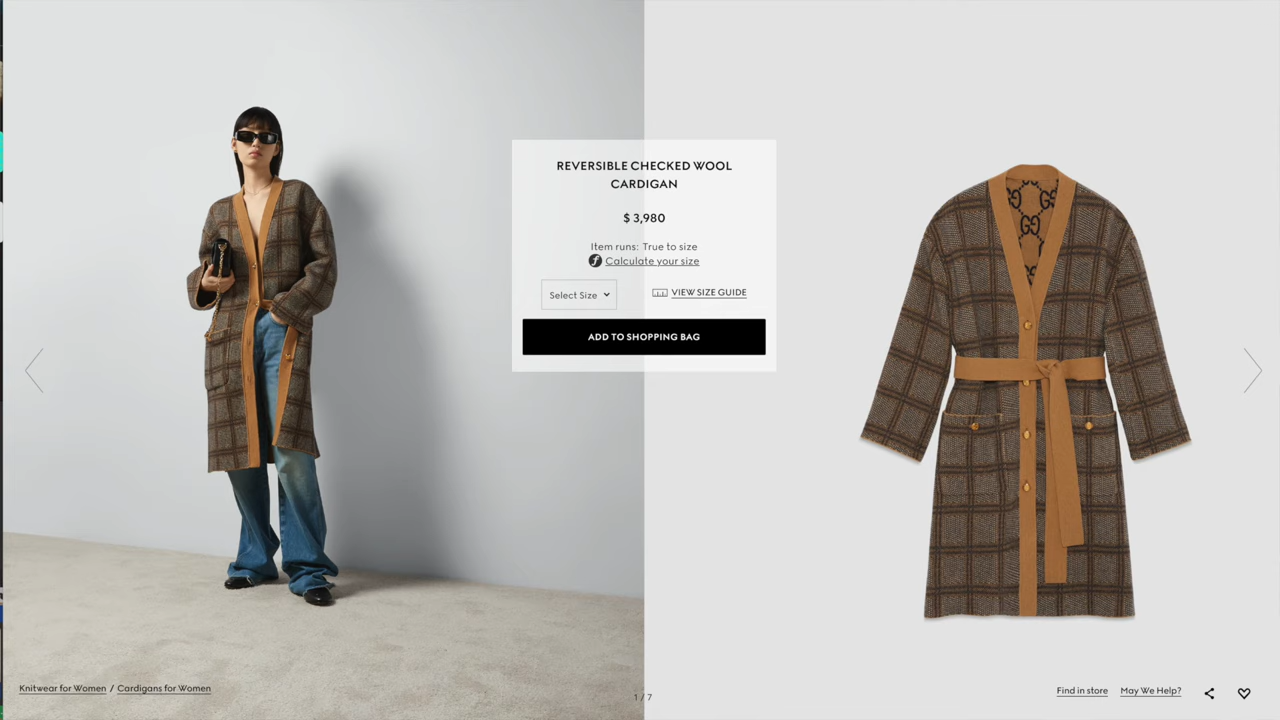 REVERSIBLE CHECKED WOOL
CARDIGAN
$ 3,980
Item runs: True to size
Calculate your size
Select Size
VIEW SIZE GUIDE
ADD TO SHOPPING BAG
Knitwear for Women / Cardigans for Women
1 / 7
Find in store
May We Help?